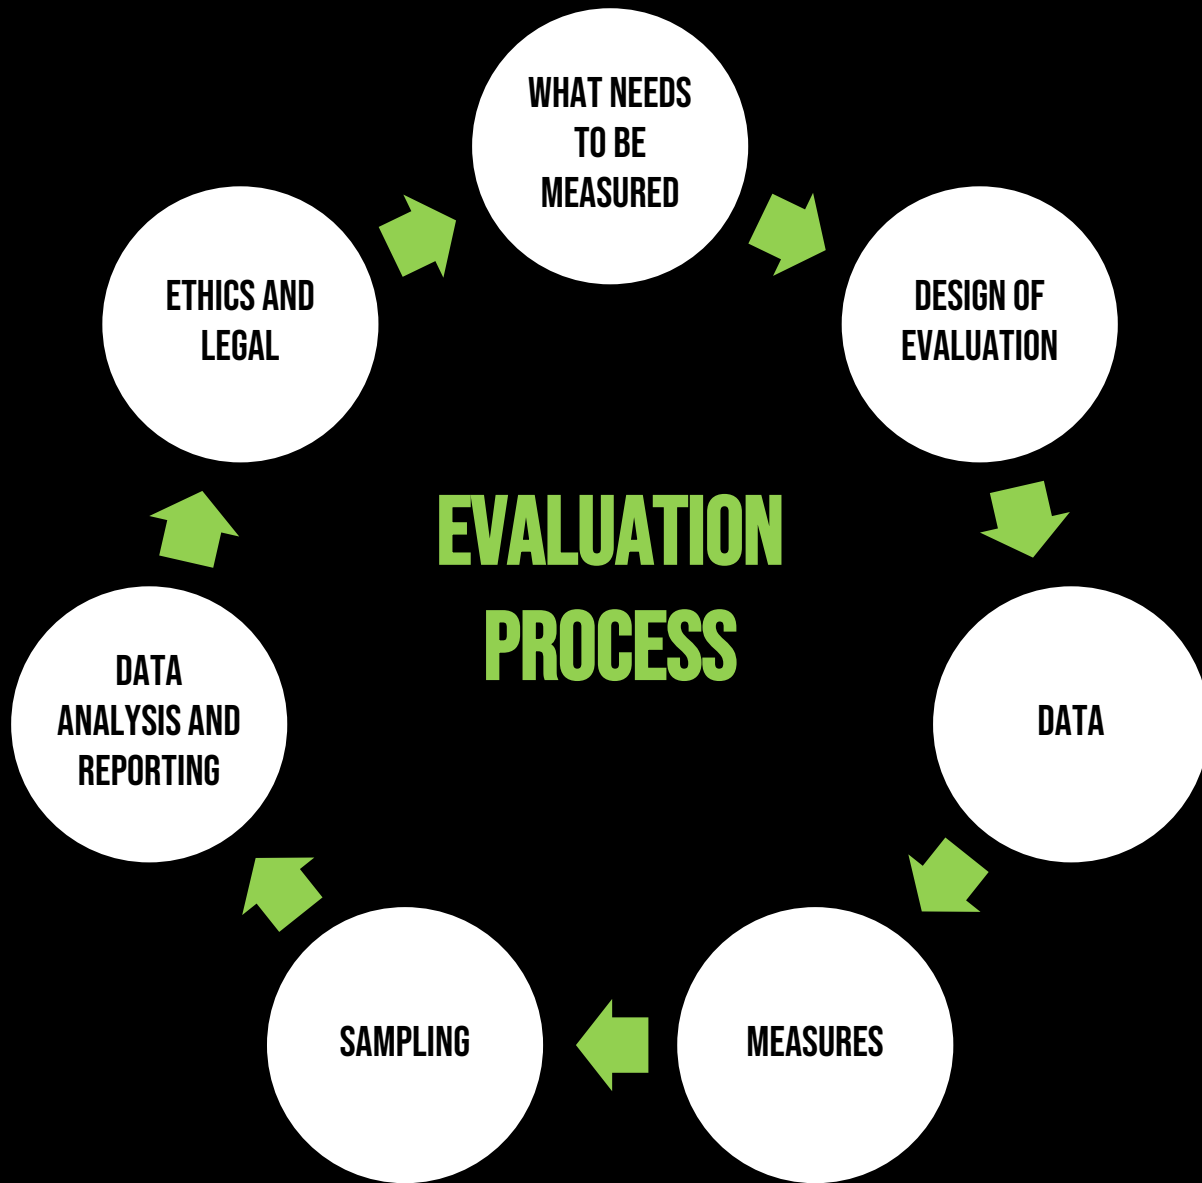 WHAT NEEDS
TO BE
MEASURED
DESIGN OF
EVALUATION
DATA
MEASURES
SAMPLING
DATA
ANALYSIS AND
REPORTING
ETHICS AND
LEGAL
EVALUATION
PROCESS